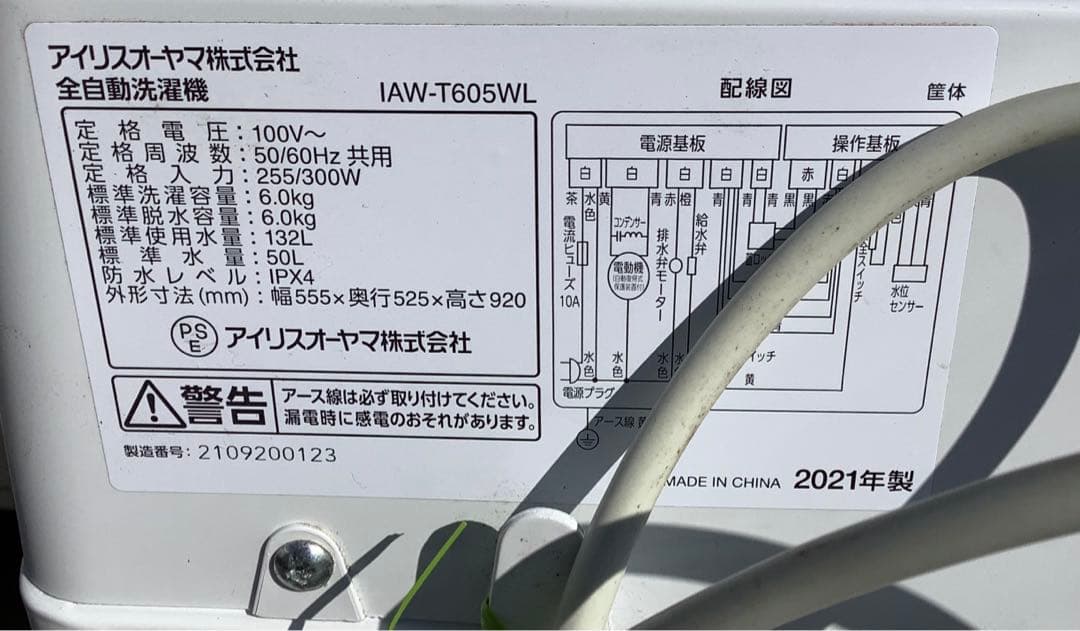 アイリスオーヤマ株式会社
全自動洗濯機 IAW-T605WL
定格電圧：100V～
定格周波数：50/60Hz 共用
定格入力：255/300W
標準洗濯容量：6.0kg
標準脱水容量：6.0kg
標準使用水量：132L
標準水量：50L
防水レベル：IPX4
外形寸法(mm)：幅555×奥行525×高さ920
PSE アイリスオーヤマ株式会社
警告
アース線は必ず取り付けてください。
漏電時に感電のおそれがあります。
製造番号：2109200123
配線図
筐体
電源基板
操作基板
白 白 白 白 白 赤 白
茶 水色 黄 青 赤 橙 青 青 青 黒 黒
電流ヒューズ 10A
コンデンサー
電動機
(自動復帰式
保護装置付)
排水弁モーター
給水弁
水位
センサー
水色 水色 水色
黄
電源プラグ
アース線
MADE IN CHINA 2021年製